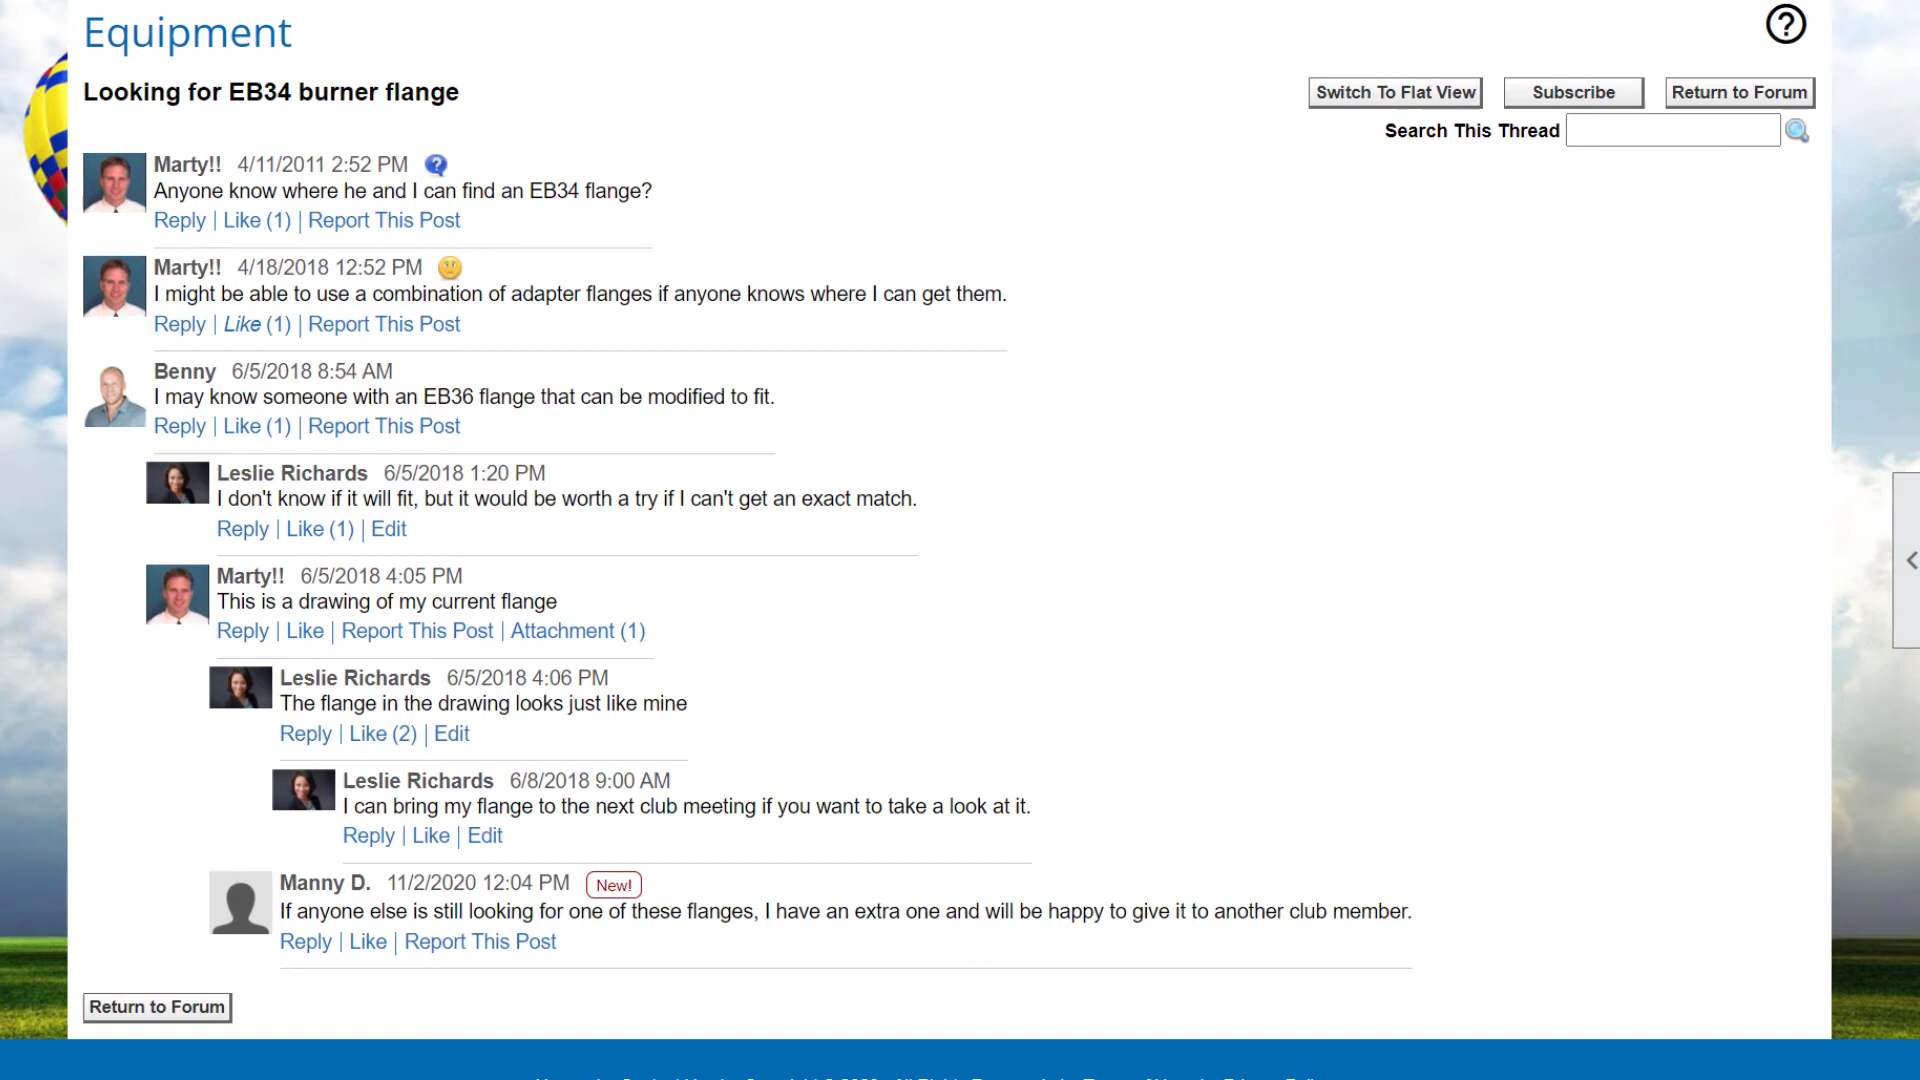 Equipment
Looking for EB34 burner flange
Switch To Flat View
Subscribe
Return to Forum
Search This Thread
Marty!! 4/11/2011 2:52 PM
Anyone know where he and I can find an EB34 flange?
Reply | Like (1) | Report This Post
Marty!! 4/18/2018 12:52 PM
I might be able to use a combination of adapter flanges if anyone knows where I can get them.
Reply | Like (1) | Report This Post
Benny 6/5/2018 8:54 AM
I may know someone with an EB36 flange that can be modified to fit.
Reply | Like (1) | Report This Post
Leslie Richards 6/5/2018 1:20 PM
I don't know if it will fit, but it would be worth a try if I can't get an exact match.
Reply | Like (1) | Edit
Marty!! 6/5/2018 4:05 PM
This is a drawing of my current flange
Reply | Like | Report This Post | Attachment (1)
Leslie Richards 6/5/2018 4:06 PM
The flange in the drawing looks just like mine
Reply | Like (2) | Edit
Leslie Richards 6/8/2018 9:00 AM
I can bring my flange to the next club meeting if you want to take a look at it.
Reply | Like | Edit
Manny D. 11/2/2020 12:04 PM New!
If anyone else is still looking for one of these flanges, I have an extra one and will be happy to give it to another club member.
Reply | Like | Report This Post
Return to Forum